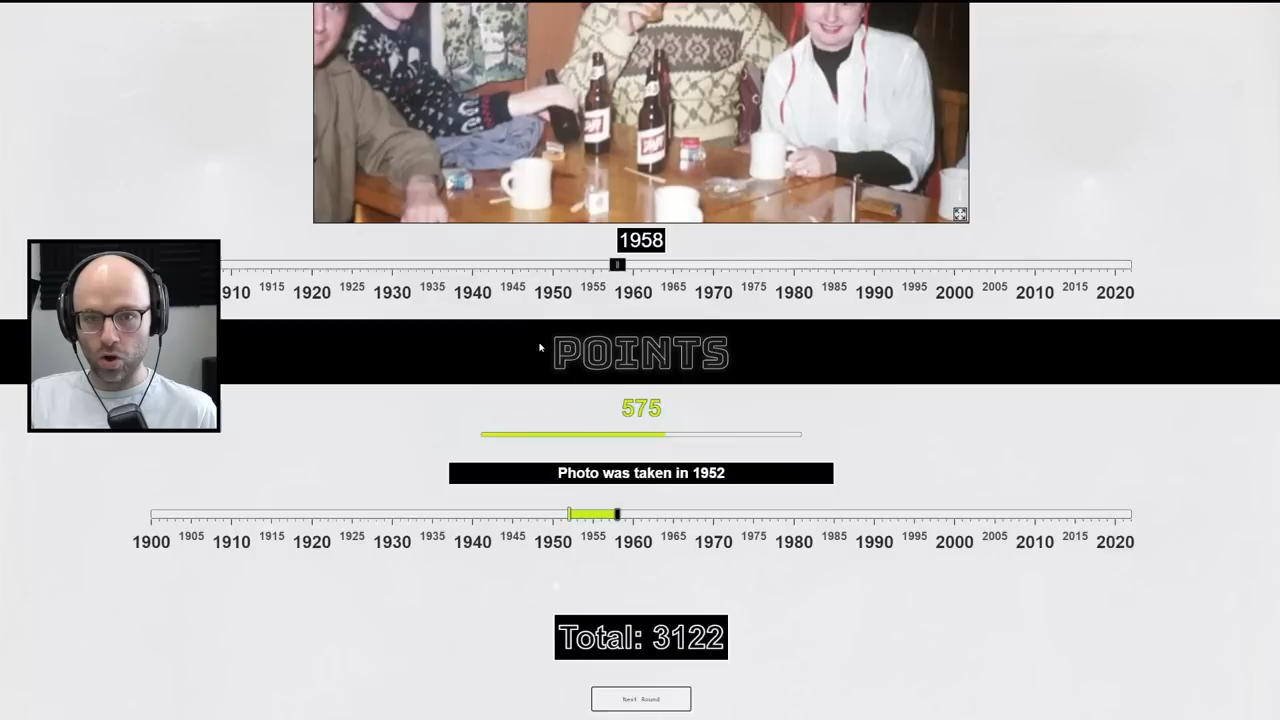 1958
910 1915 1920 1925 1930 1935 1940 1945 1950 1955 1960 1965 1970 1975 1980 1985 1990 1995 2000 2005 2010 2015 2020
POINTS
575
Photo was taken in 1952
1900 1905 1910 1915 1920 1925 1930 1935 1940 1945 1950 1955 1960 1965 1970 1975 1980 1985 1990 1995 2000 2005 2010 2015 2020
Total: 3122
Next Round